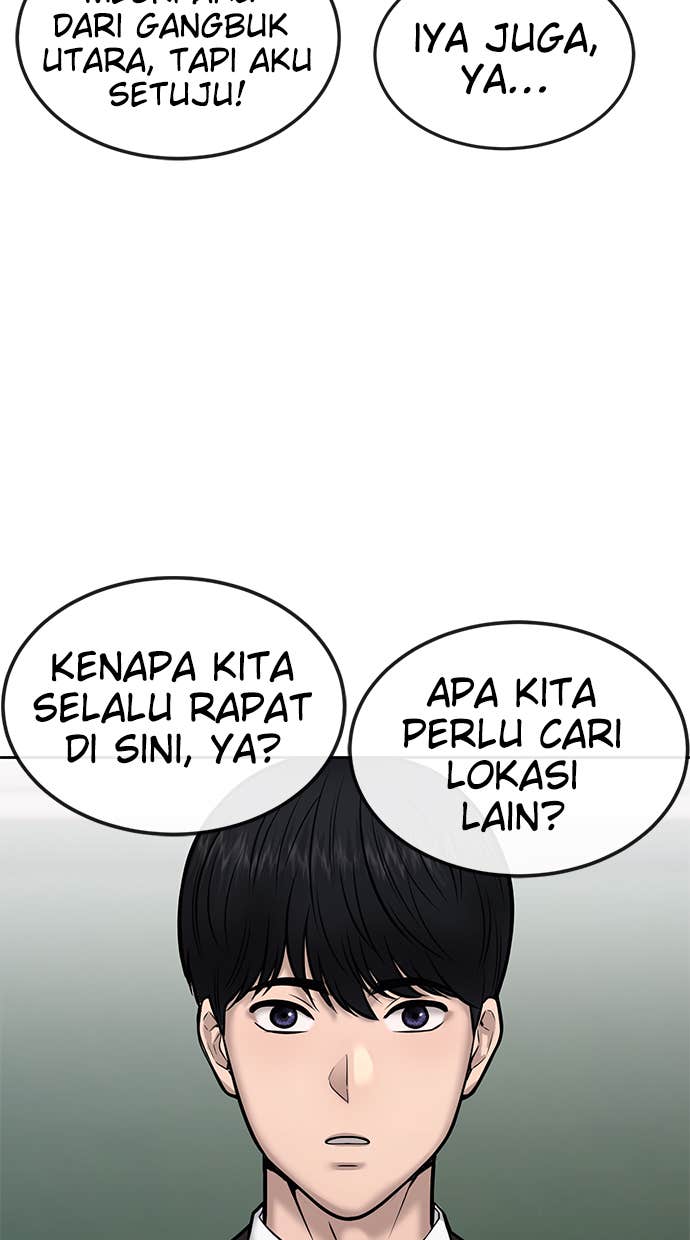 DARI GANGBUK
UTARA, TAPI AKU
SETUJU!
IYA JUGA,
YA...
KENAPA KITA
SELALU RAPAT
DI SINI, YA?
APA KITA
PERLU CARI
LOKASI
LAIN?